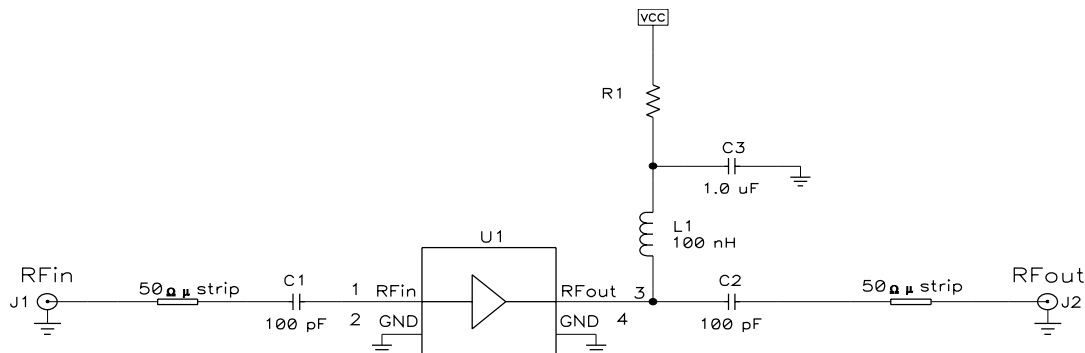 VCC
R1
C3
1.0 uF
L1
100 nH
U1
RFin
J1
50Ω μ strip
C1
100 pF
1
2
RFin
GND
RFout
GND
3
4
C2
100 pF
50Ω μ strip
RFout
J2